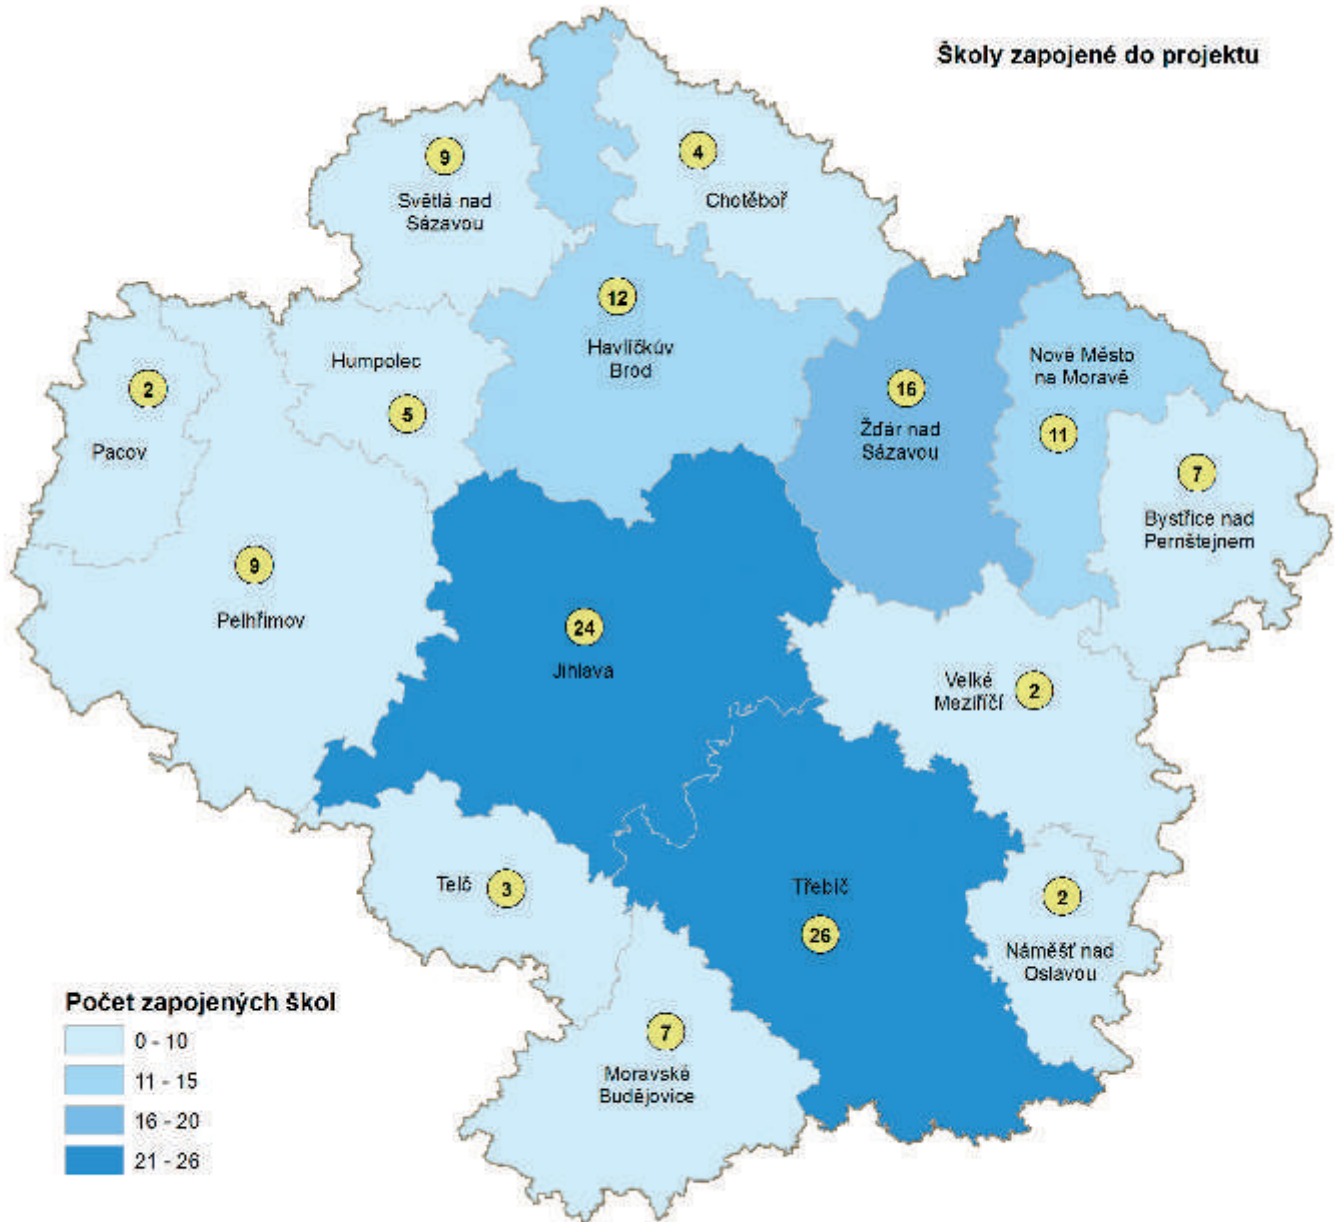 Školy zapojené do projektu
9
Světlá nad
Sázavou
4
Chotěboř
12
Havlíčkův
Brod
Humpolec
5
2
Pacov
16
Žďár nad
Sázavou
Nové Město
na Moravě
11
7
Bystřice nad
Pernštejnem
9
Pelhřimov
24
Jihlava
Velké
Meziříčí
2
Telč
3
Třebíč
26
2
Náměšť nad
Oslavou
7
Moravské
Budějovice
Počet zapojených škol
0 - 10
11 - 15
16 - 20
21 - 26